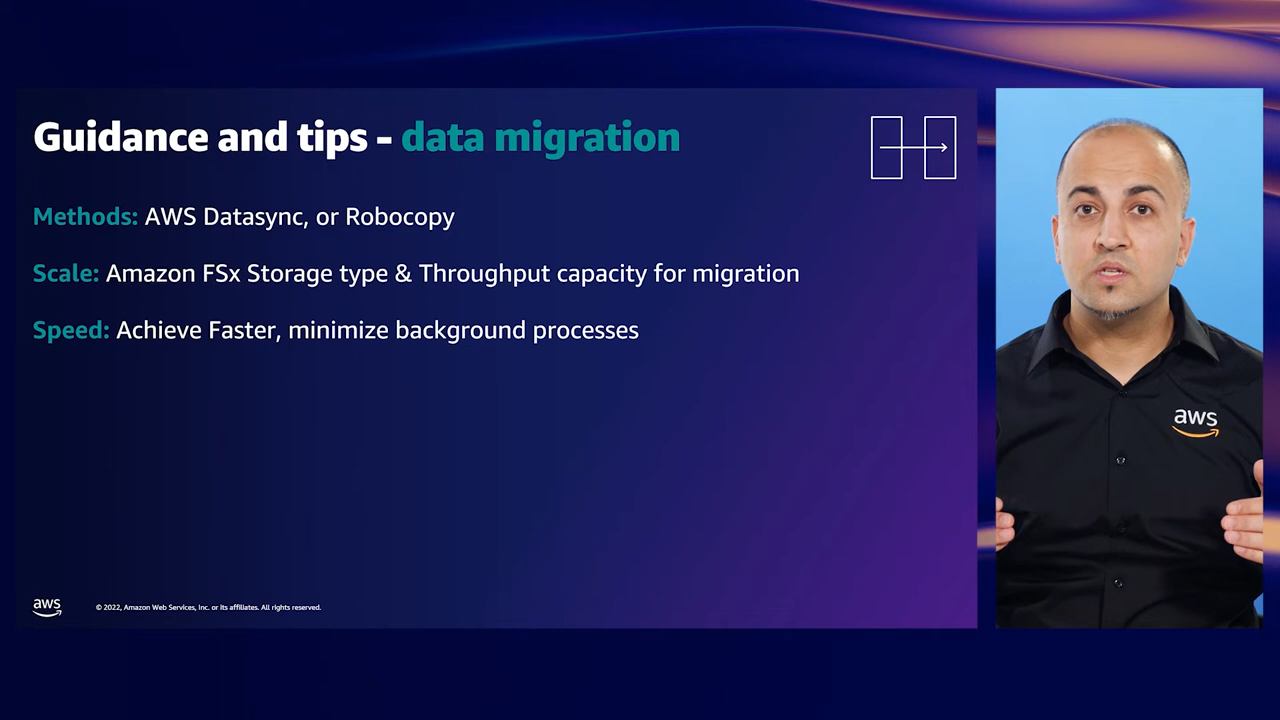 Guidance and tips - data migration
Methods: AWS Datasync, or Robocopy
Scale: Amazon FSx Storage type & Throughput capacity for migration
Speed: Achieve Faster, minimize background processes
aws
aws
© 2022, Amazon Web Services, Inc. or its affiliates. All rights reserved.